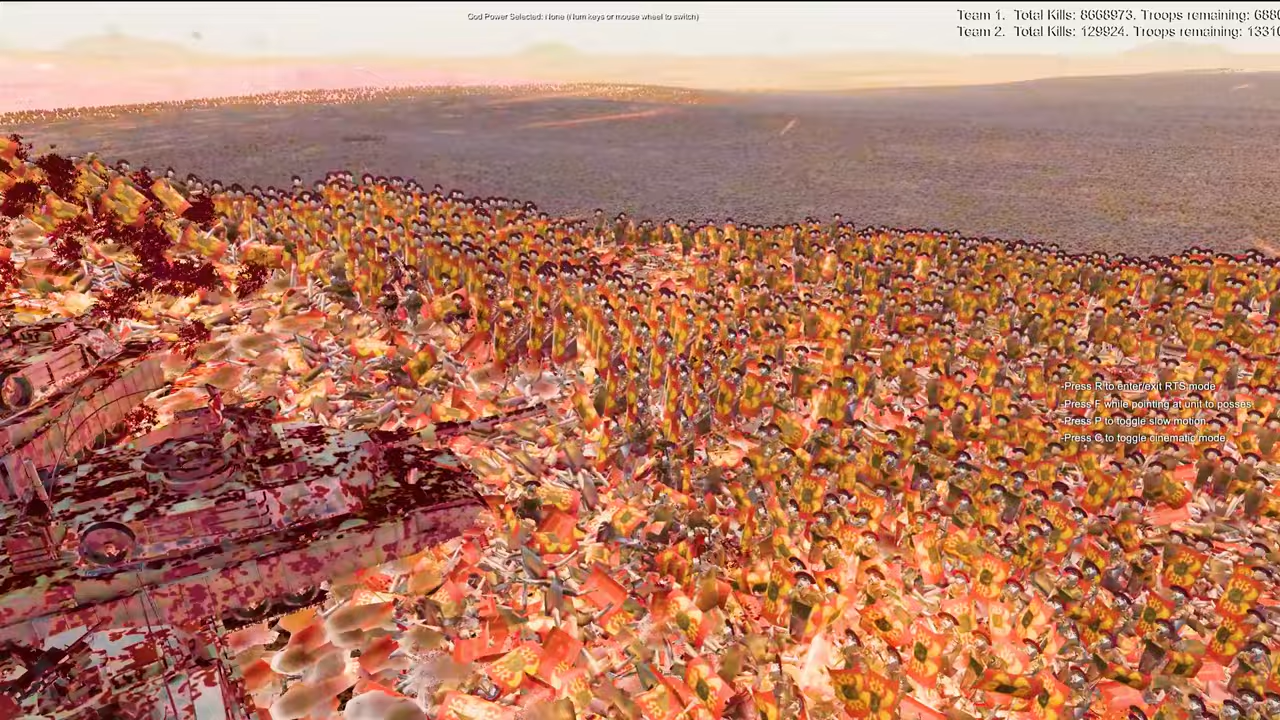 God Power Selected: None (Num keys or mouse wheel to switch)
Team 1. Total Kills: 8668973. Troops remaining: 6886
Team 2. Total Kills: 129924. Troops remaining: 13310
-Press R to enter/exit RTS mode
-Press F while pointing at unit to posses
-Press P to toggle slow motion.
-Press C to toggle cinematic mode